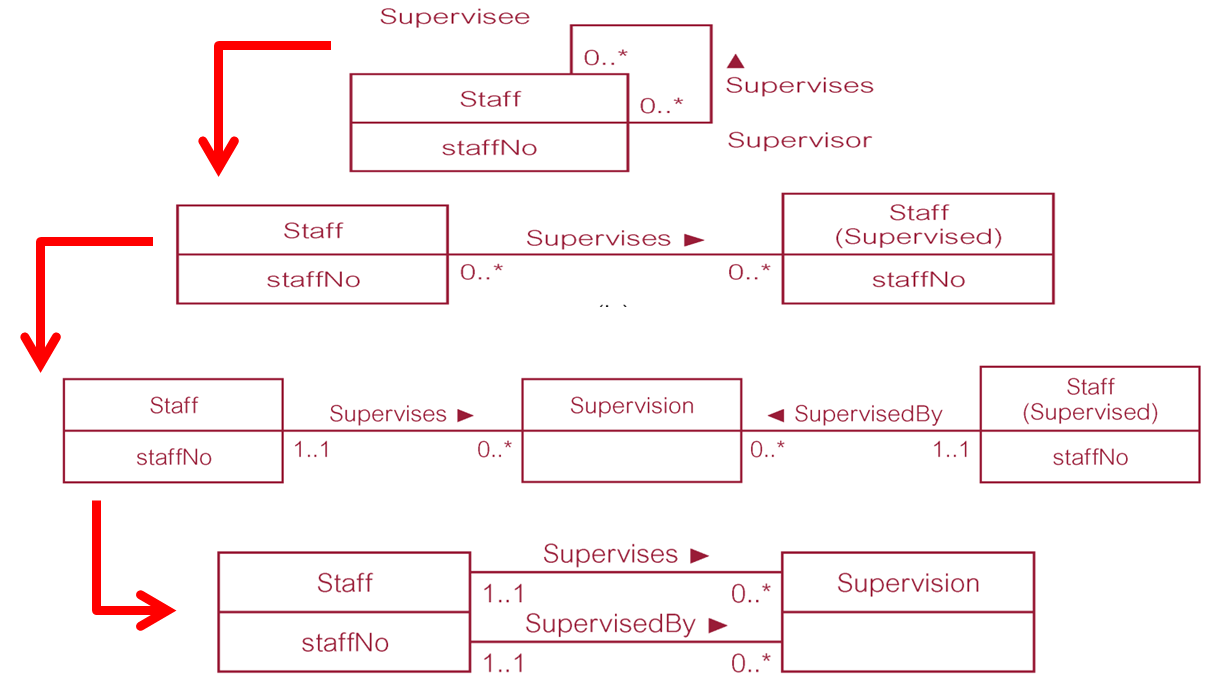 Supervisee
0..*
▲
Supervises
Staff
0..*
staffNo
Supervisor
Staff
staffNo
Supervises ►
0..*
0..*
Staff
(Supervised)
staffNo
Staff
staffNo
Supervises ►
1..1
0..*
Supervision
◄ SupervisedBy
0..*
1..1
Staff
(Supervised)
staffNo
Staff
staffNo
Supervises ►
1..1
0..*
SupervisedBy ►
1..1
0..*
Supervision